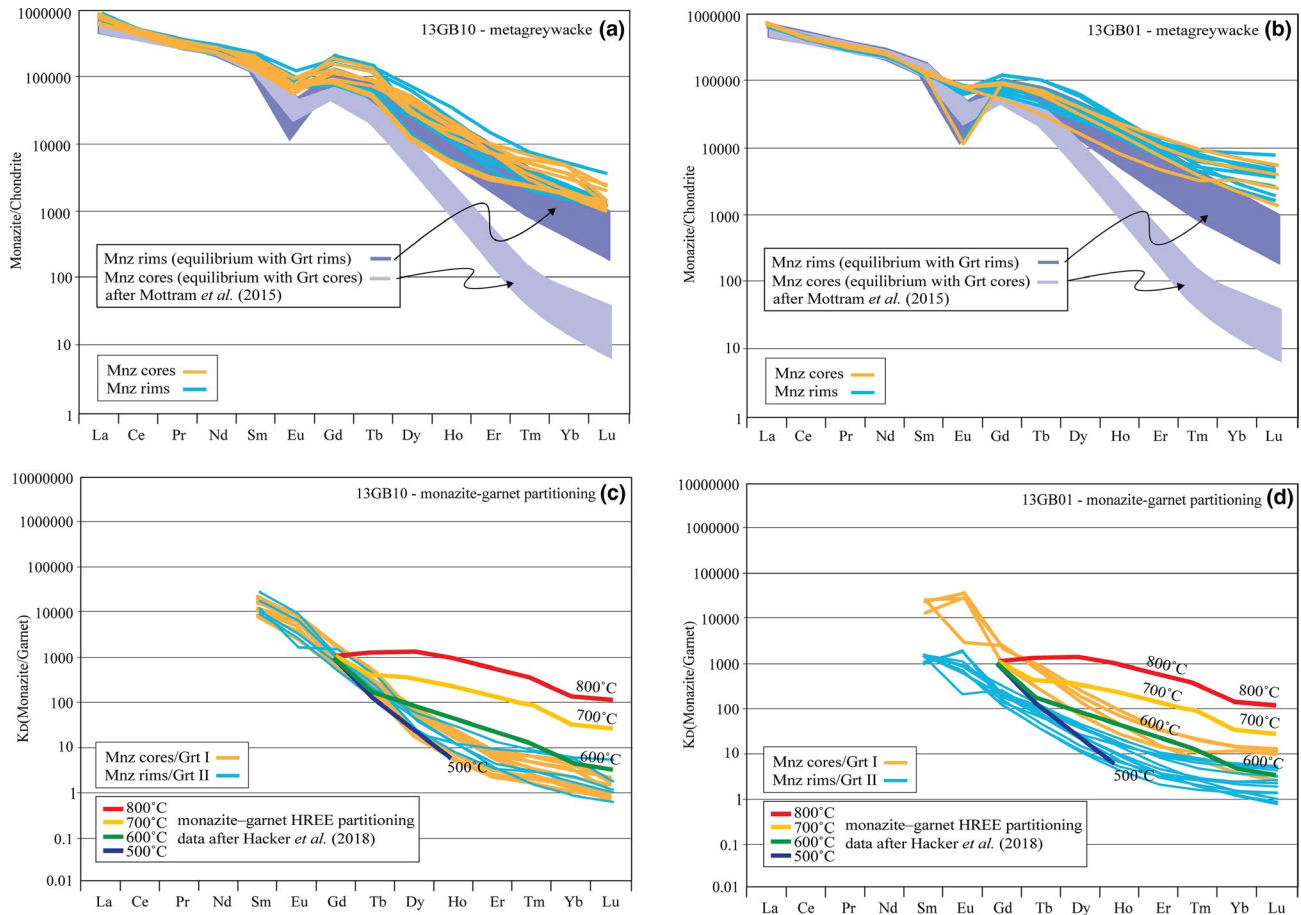 13GB10 - metagreywacke (a)
Monazite/Chondrite
1000000
100000
10000
1000
100
10
1
Mnz rims (equilibrium with Grt rims)
Mnz cores (equilibrium with Grt cores)
after Mottram et al. (2015)
Mnz cores
Mnz rims
La Ce Pr Nd Sm Eu Gd Tb Dy Ho Er Tm Yb Lu
13GB01 - metagreywacke (b)
Monazite/Chondrite
1000000
100000
10000
1000
100
10
1
Mnz rims (equilibrium with Grt rims)
Mnz cores (equilibrium with Grt cores)
after Mottram et al. (2015)
Mnz cores
Mnz rims
La Ce Pr Nd Sm Eu Gd Tb Dy Ho Er Tm Yb Lu
13GB10 - monazite-garnet partitioning (c)
KD(Monazite/Garnet)
10000000
1000000
100000
10000
1000
100
10
1
0.1
0.01
800˚C
700˚C
600˚C
500˚C
Mnz cores/Grt I
Mnz rims/Grt II
800˚C
700˚C monazite–garnet HREE partitioning
600˚C data after Hacker et al. (2018)
500˚C
La Ce Pr Nd Sm Eu Gd Tb Dy Ho Er Tm Yb Lu
13GB01 - monazite-garnet partitioning (d)
KD(Monazite/Garnet)
10000000
1000000
100000
10000
1000
100
10
1
0.1
0.01
800˚C
800˚C
700˚C
700˚C
600˚C
600˚C
500˚C
Mnz cores/Grt I
Mnz rims/Grt II
800˚C
700˚C monazite–garnet HREE partitioning
600˚C data after Hacker et al. (2018)
500˚C
La Ce Pr Nd Sm Eu Gd Tb Dy Ho Er Tm Yb Lu